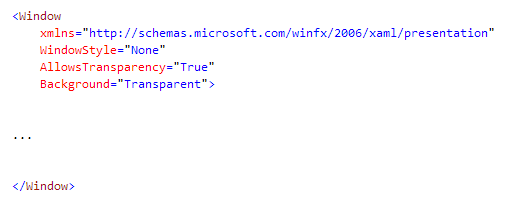 <Window
xmlns="http://schemas.microsoft.com/winfx/2006/xaml/presentation"
WindowStyle="None"
AllowsTransparency="True"
Background="Transparent">
...
</Window>